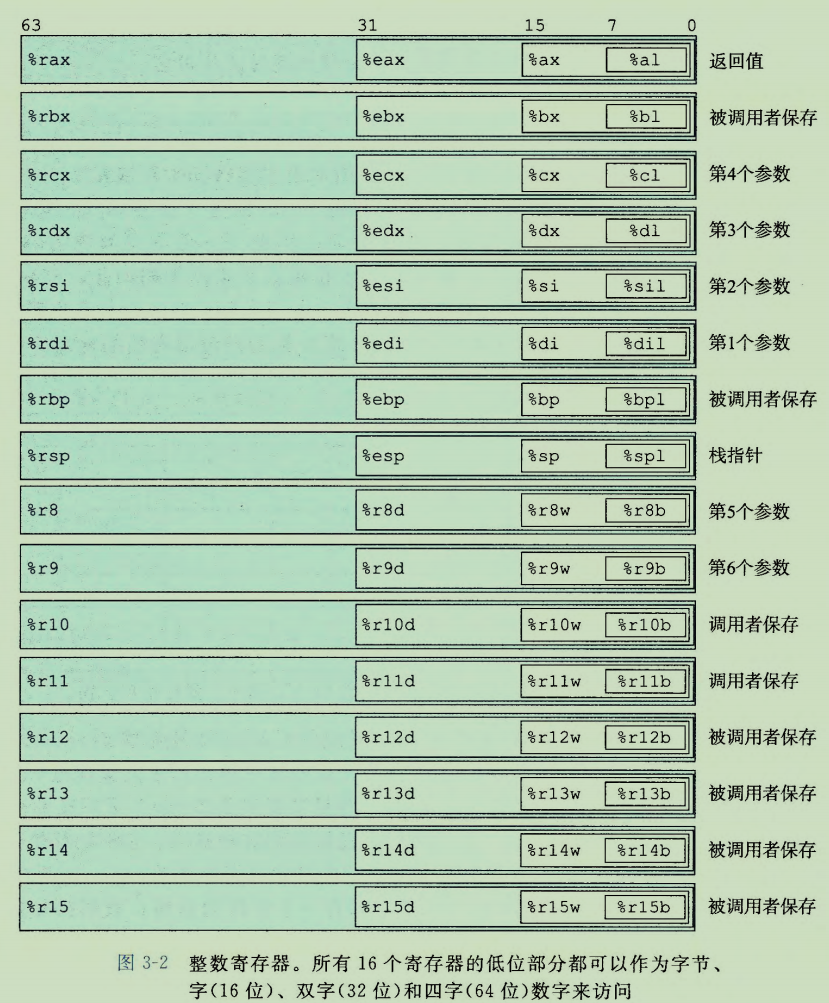 63 31 15 7 0
%rax %eax %ax %al 返回值
%rbx %ebx %bx %bl 被调用者保存
%rcx %ecx %cx %cl 第4个参数
%rdx %edx %dx %dl 第3个参数
%rsi %esi %si %sil 第2个参数
%rdi %edi %di %dil 第1个参数
%rbp %ebp %bp %bpl 被调用者保存
%rsp %esp %sp %spl 栈指针
%r8 %r8d %r8w %r8b 第5个参数
%r9 %r9d %r9w %r9b 第6个参数
%r10 %r10d %r10w %r10b 调用者保存
%r11 %r11d %r11w %r11b 调用者保存
%r12 %r12d %r12w %r12b 被调用者保存
%r13 %r13d %r13w %r13b 被调用者保存
%r14 %r14d %r14w %r14b 被调用者保存
%r15 %r15d %r15w %r15b 被调用者保存
图 3-2 整数寄存器。所有 16 个寄存器的低位部分都可以作为字节、
字(16 位)、双字(32 位)和四字(64 位)数字来访问